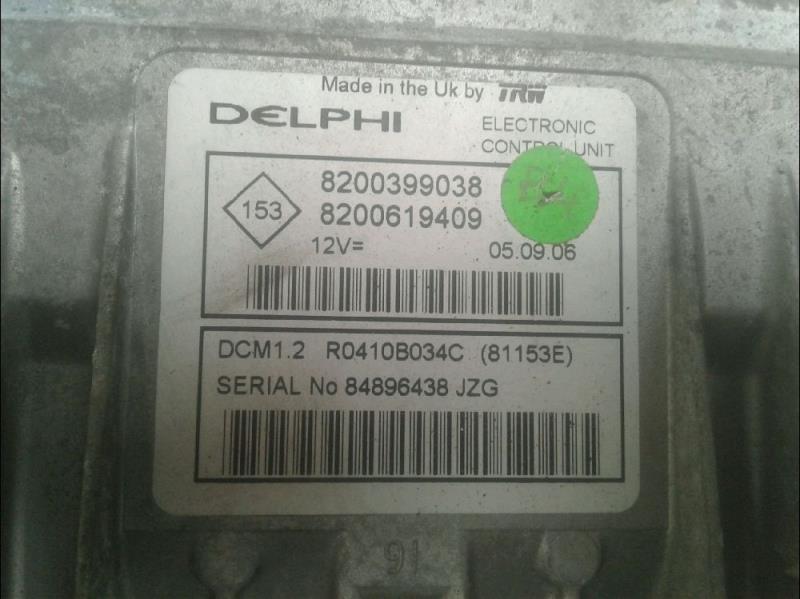 Made in the Uk by TRW
DELPHI
ELECTRONIC
CONTROL UNIT
153
8200399038
8200619409
12V=
05.09.06
DCM1.2 R0410B034C (81153E)
SERIAL No 84896438 JZG
91